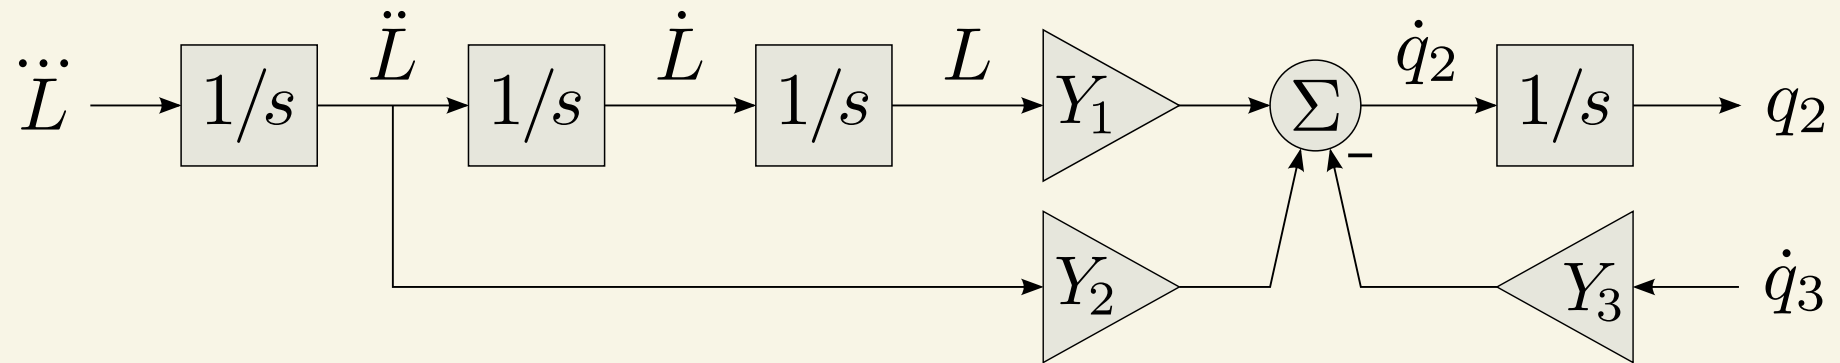 L⃛ 1/s L̈ 1/s L̇ 1/s L Y₁ Σ q̇₂ 1/s q₂
-
Y₂ Y₃ q̇₃